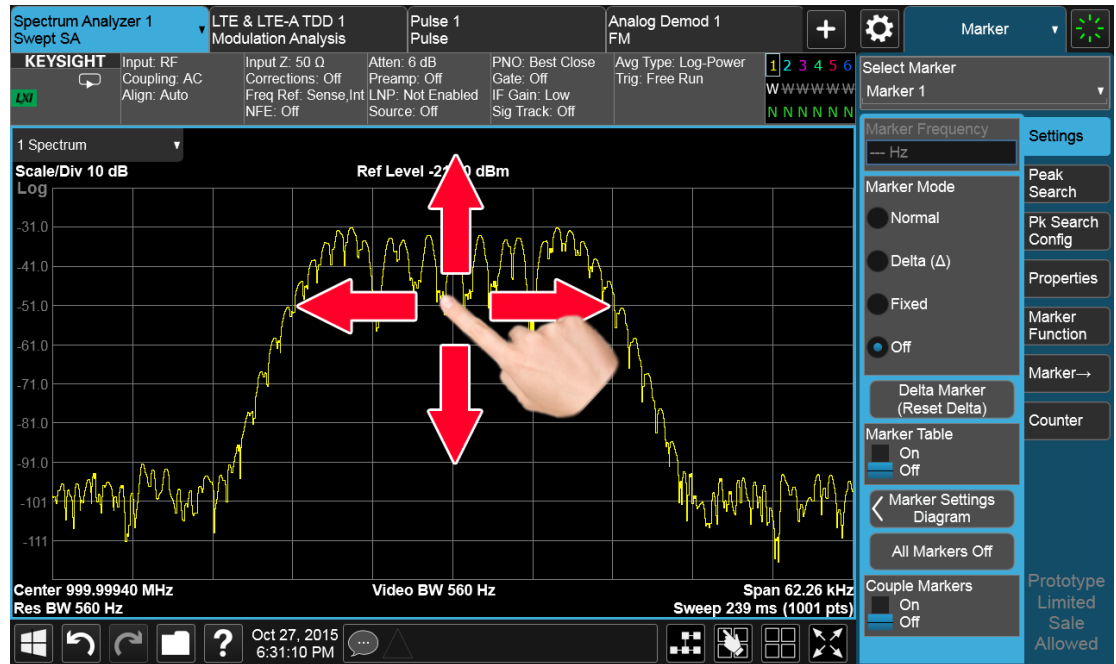 Spectrum Analyzer 1
Swept SA
LTE & LTE-A TDD 1
Modulation Analysis
Pulse 1
Pulse
Analog Demod 1
FM
Marker
KEYSIGHT
LXI
Input: RF
Coupling: AC
Align: Auto
Input Z: 50 Ω
Corrections: Off
Freq Ref: Sense,Int
NFE: Off
Atten: 6 dB
Preamp: Off
LNP: Not Enabled
Source: Off
PNO: Best Close
Gate: Off
IF Gain: Low
Sig Track: Off
Avg Type: Log-Power
Trig: Free Run
1 2 3 4 5 6
W W W W W W
N N N N N N
Select Marker
Marker 1
1 Spectrum
Scale/Div 10 dB
Ref Level dBm
Log
-31.0
-41.0
-51.0
-61.0
-71.0
-81.0
-91.0
-101
-111
Center 999.99940 MHz
Video BW 560 Hz
Span 62.26 kHz
Res BW 560 Hz
Sweep 239 ms (1001 pts)
Marker Frequency
--- Hz
Marker Mode
Normal
Delta (Δ)
Fixed
Off
Delta Marker
(Reset Delta)
Marker Table
On
Off
Marker Settings
Diagram
All Markers Off
Couple Markers
On
Off
Settings
Peak
Search
Pk Search
Config
Properties
Marker
Function
Marker→
Counter
Prototype
Limited
Sale
Allowed
?
Oct 27, 2015
6:31:10 PM